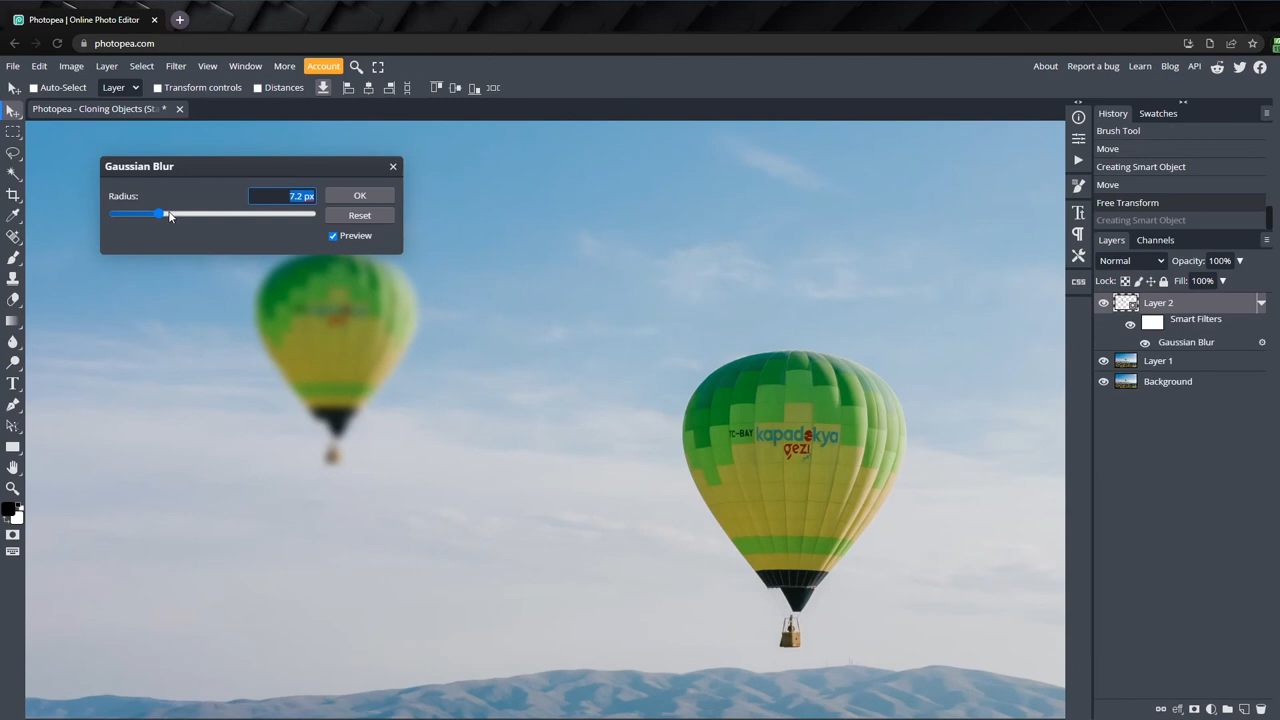 Photopea | Online Photo Editor
photopea.com
File Edit Image Layer Select Filter View Window More Account
About Report a bug Learn Blog API
Auto-Select Layer Transform controls Distances
Photopea - Cloning Objects (St *
History Swatches
Brush Tool
Move
Creating Smart Object
Move
Free Transform
Creating Smart Object
Layers Channels
Normal Opacity: 100%
Lock: Fill: 100%
Layer 2
Smart Filters
Gaussian Blur
Layer 1
Background
CSS
Gaussian Blur
Radius: 7.2 px OK
Reset
Preview
TC-BAY kapadokya
gezi